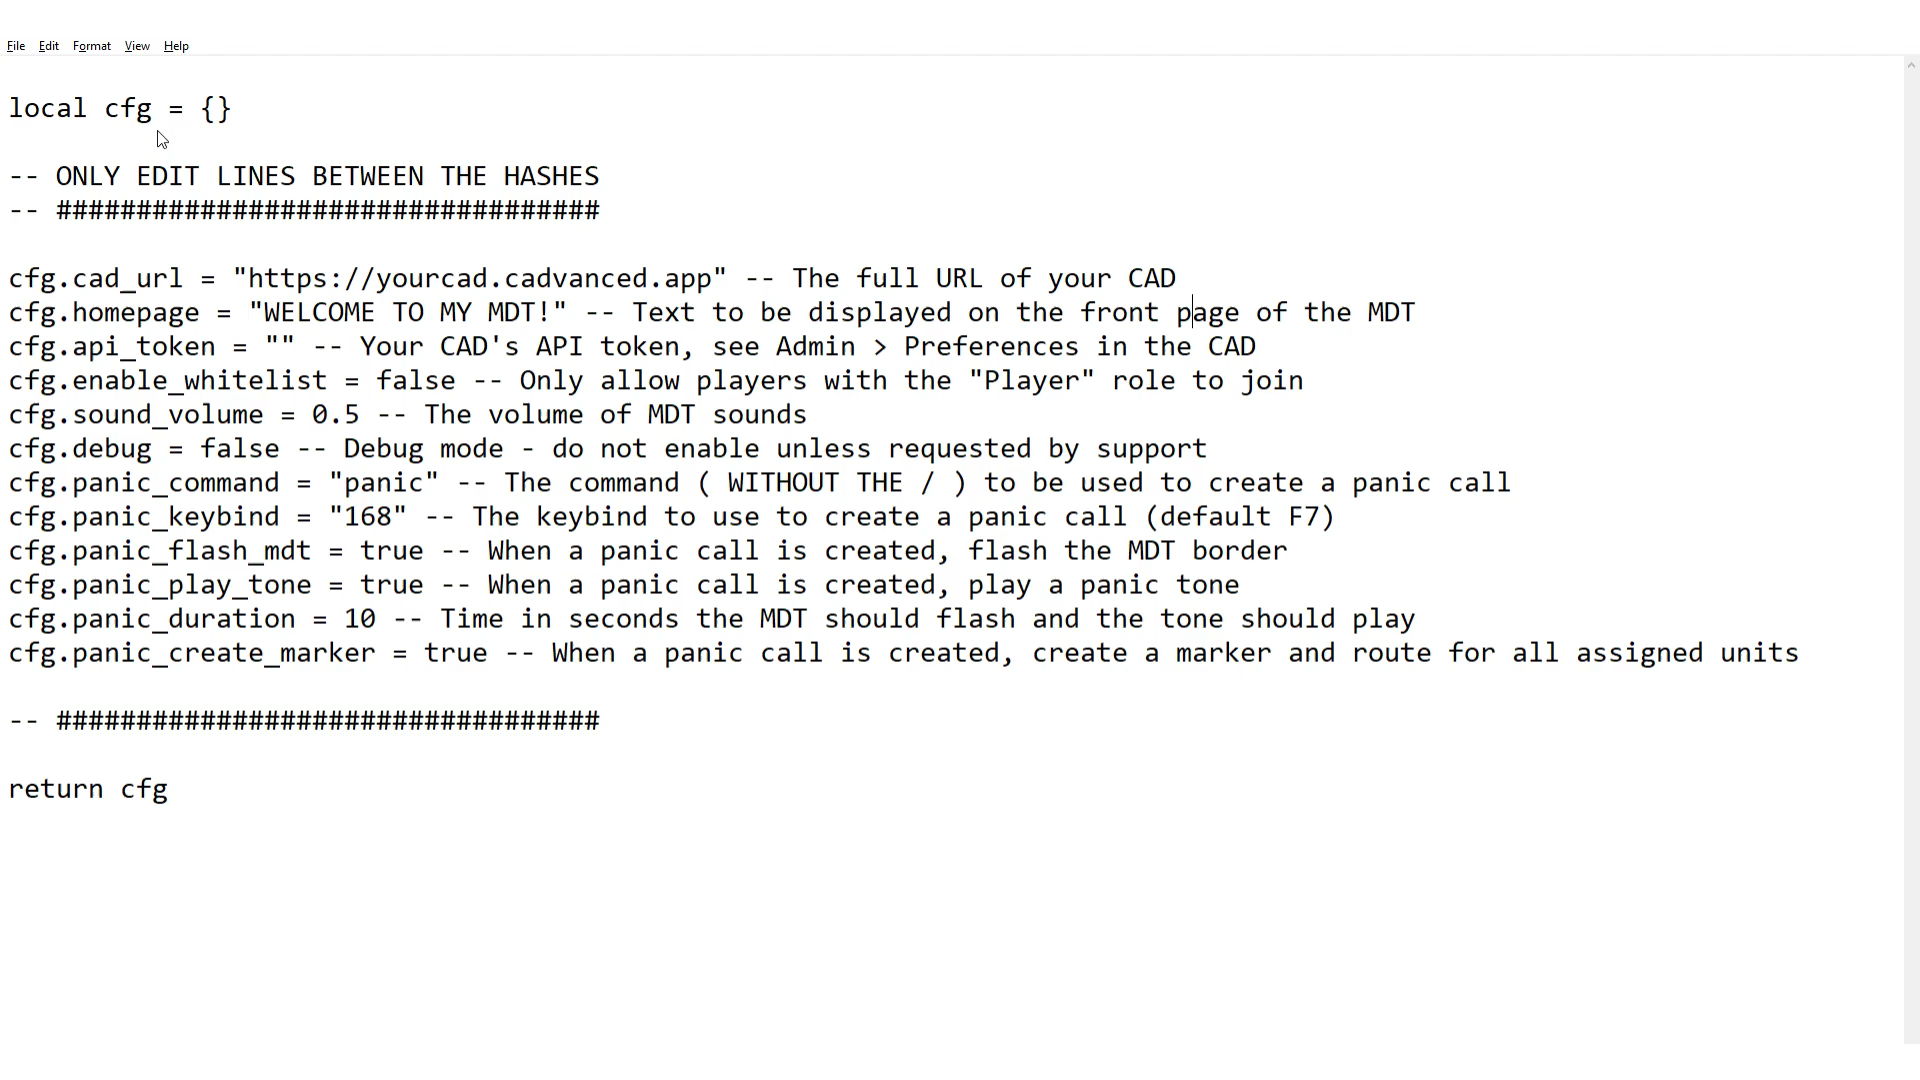 File Edit Format View Help
local cfg = {}
-- ONLY EDIT LINES BETWEEN THE HASHES
-- ##################################
cfg.cad_url = "https://yourcad.cadvanced.app" -- The full URL of your CAD
cfg.homepage = "WELCOME TO MY MDT!" -- Text to be displayed on the front page of the MDT
cfg.api_token = "" -- Your CAD's API token, see Admin > Preferences in the CAD
cfg.enable_whitelist = false -- Only allow players with the "Player" role to join
cfg.sound_volume = 0.5 -- The volume of MDT sounds
cfg.debug = false -- Debug mode - do not enable unless requested by support
cfg.panic_command = "panic" -- The command ( WITHOUT THE / ) to be used to create a panic call
cfg.panic_keybind = "168" -- The keybind to use to create a panic call (default F7)
cfg.panic_flash_mdt = true -- When a panic call is created, flash the MDT border
cfg.panic_play_tone = true -- When a panic call is created, play a panic tone
cfg.panic_duration = 10 -- Time in seconds the MDT should flash and the tone should play
cfg.panic_create_marker = true -- When a panic call is created, create a marker and route for all assigned units
-- ##################################
return cfg